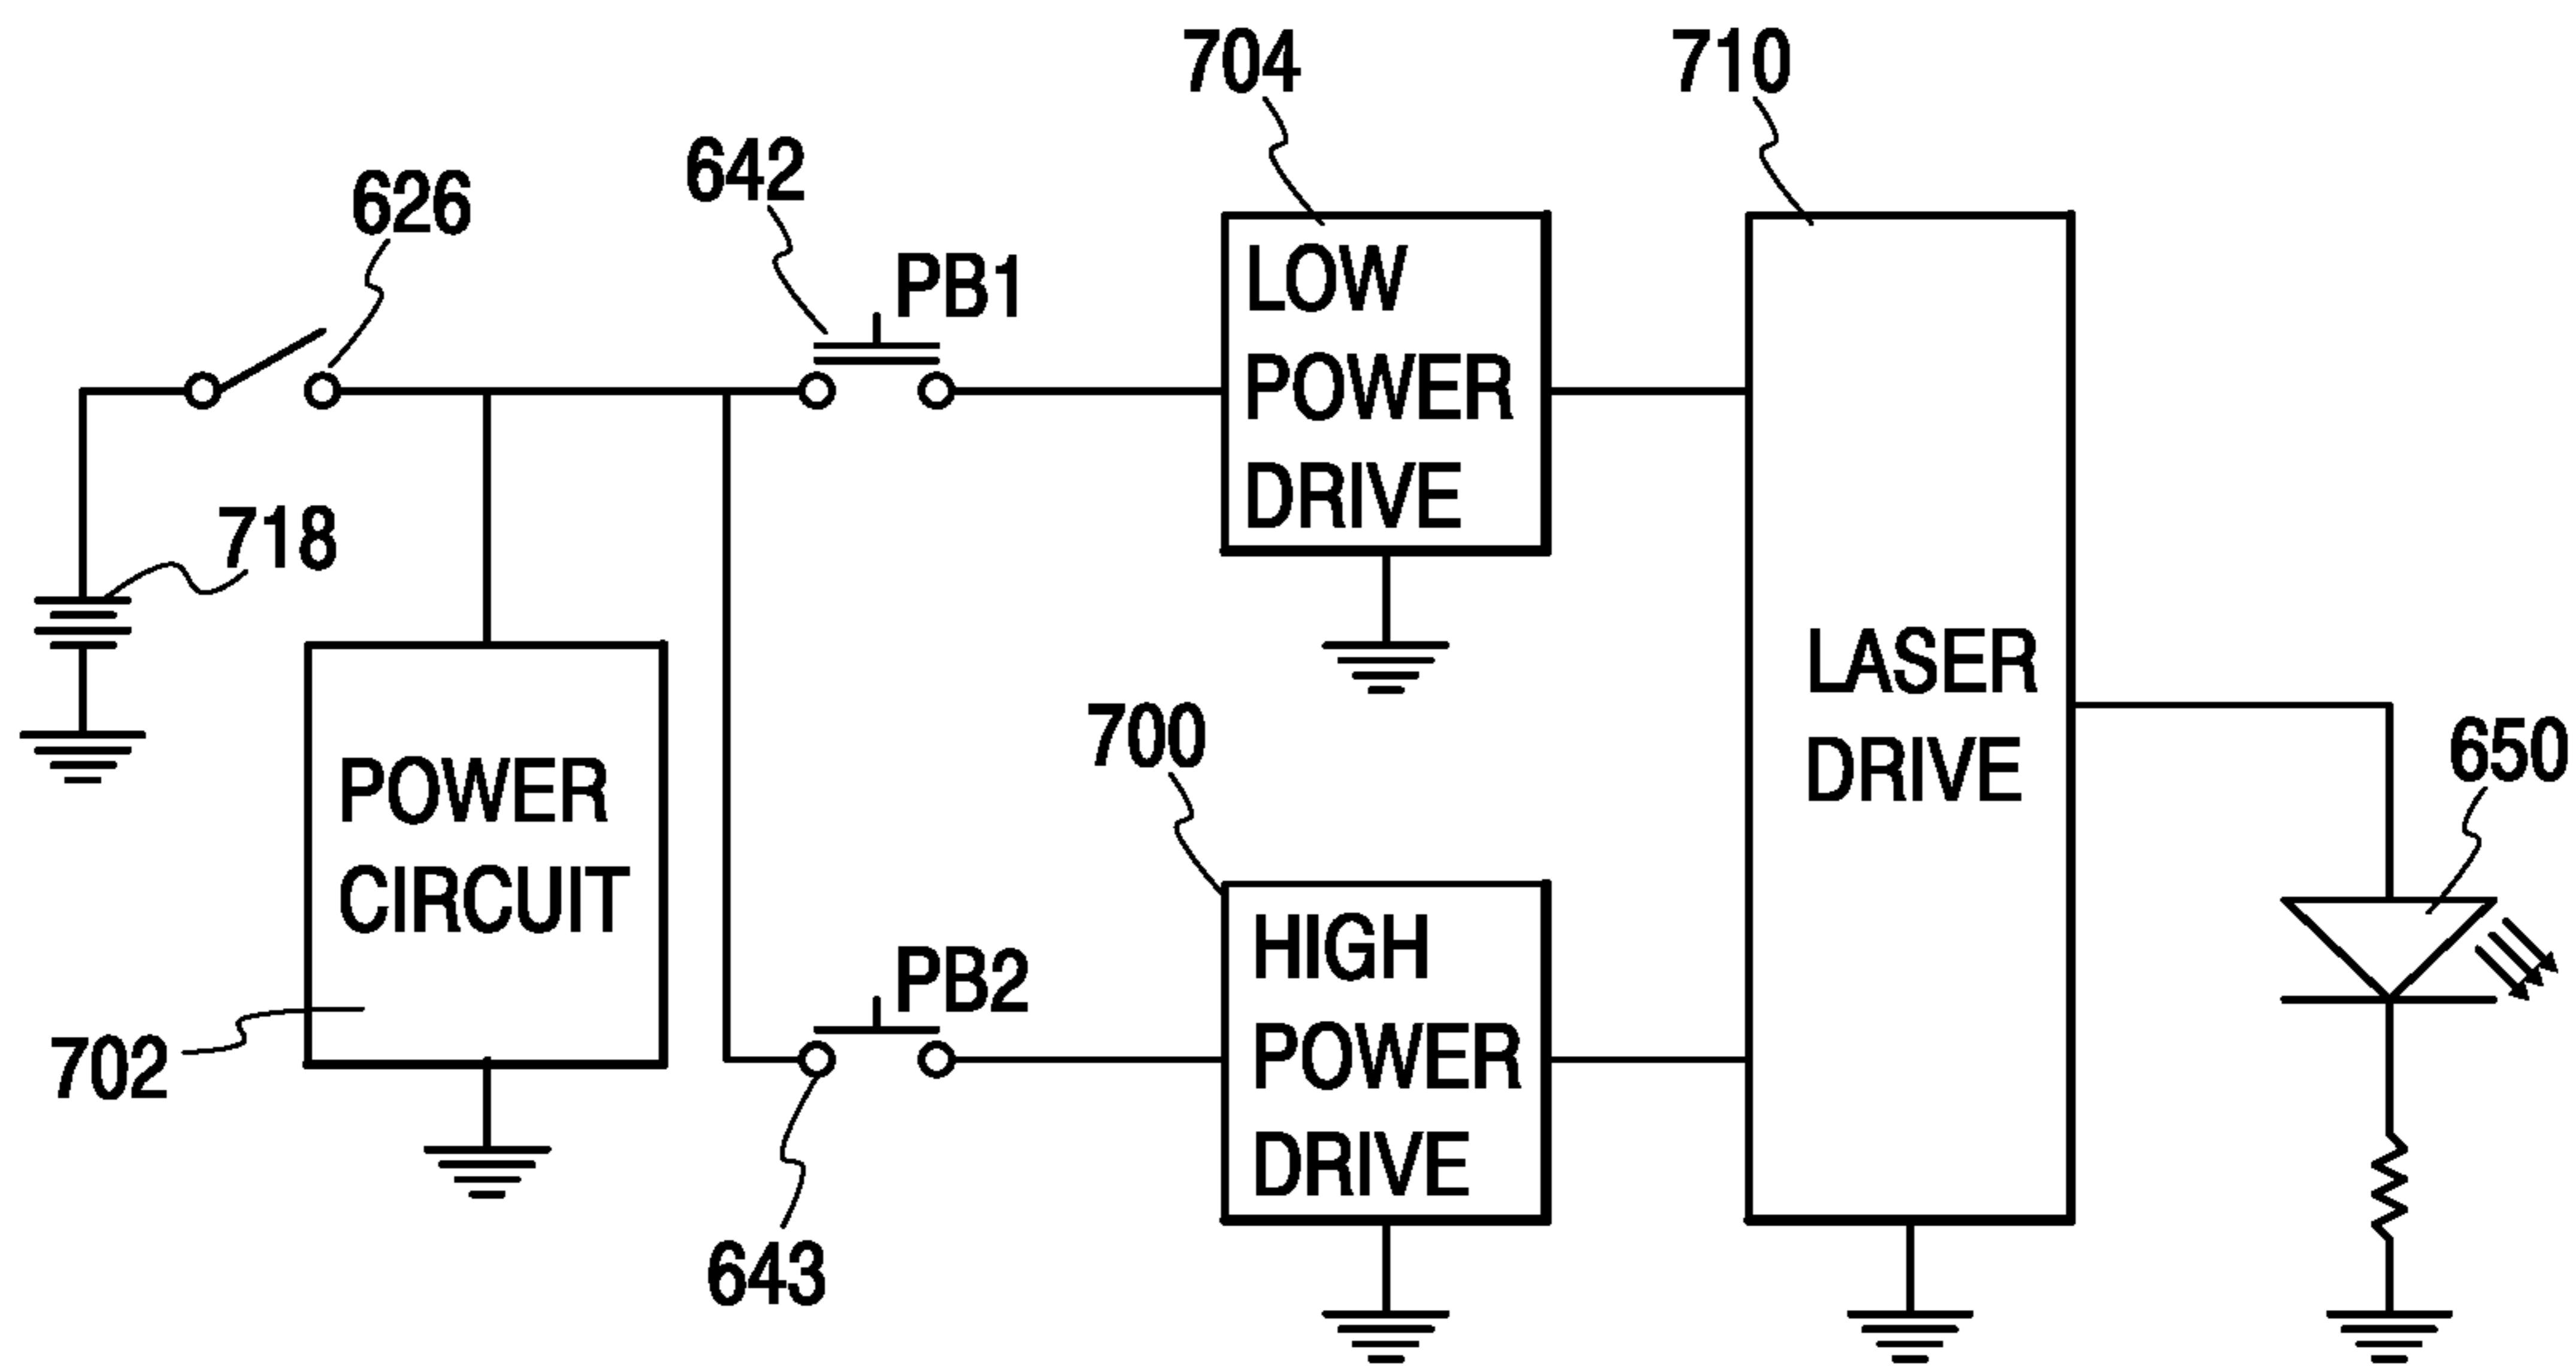 704
710
642
626
PB1
LOW
POWER
DRIVE
718
LASER
DRIVE
700
650
POWER
CIRCUIT
PB2
HIGH
POWER
DRIVE
702
643